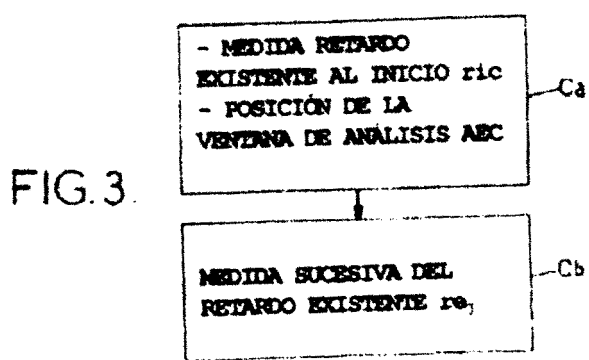 - MEDIDA RETARDO
EXISTENTE AL INICIO ric
- POSICIÓN DE LA
VENTANA DE ANÁLISIS AEC
Ca
FIG.3.
MEDIDA SUCESIVA DEL
RETARDO EXISTENTE re,
Cb